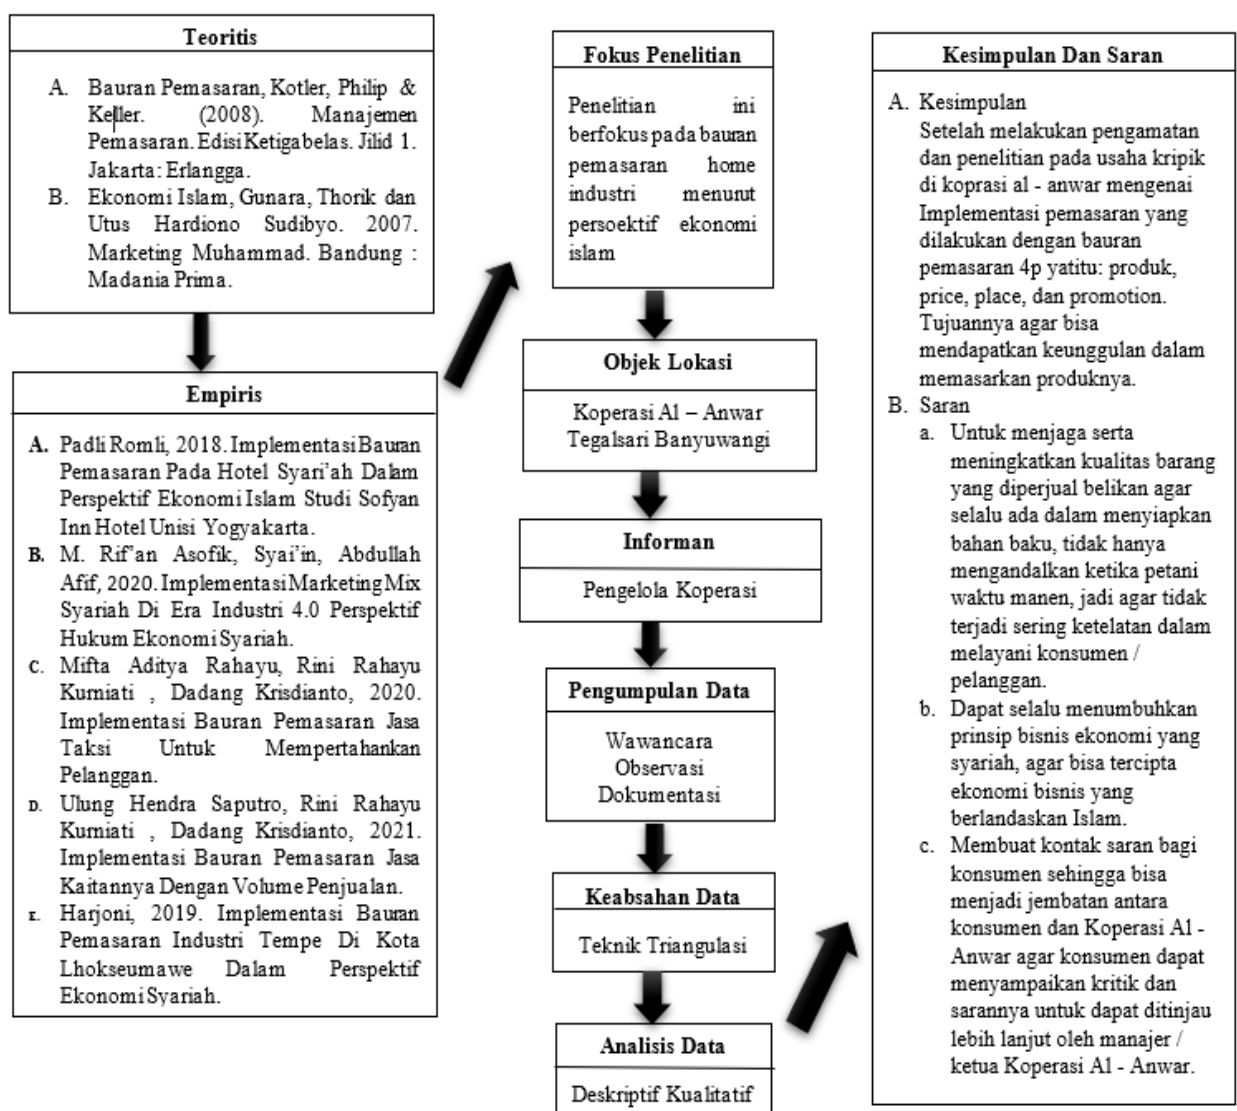 Teoritis
A. Bauran Pemasaran, Kotler, Philip &
Keller. (2008). Manajemen
Pemasaran. Edisi Ketigabelas. Jilid 1.
Jakarta: Erlangga.
B. Ekonomi Islam, Gunara, Thorik dan
Utus Hardiono Sudibyo. 2007.
Marketing Muhammad. Bandung :
Madania Prima.
Empiris
A. Padli Romli, 2018. Implementasi Bauran
Pemasaran Pada Hotel Syari'ah Dalam
Perspektif Ekonomi Islam Studi Sofyan
Inn Hotel Unisi Yogyakarta.
B. M. Rif'an Asofik, Syai'in, Abdullah
Afif, 2020. Implementasi Marketing Mix
Syariah Di Era Industri 4.0 Perspektif
Hukum Ekonomi Syariah.
C. Mifta Aditya Rahayu, Rini Rahayu
Kurniati , Dadang Krisdianto, 2020.
Implementasi Bauran Pemasaran Jasa
Taksi Untuk Mempertahankan
Pelanggan.
D. Ulung Hendra Saputro, Rini Rahayu
Kurniati , Dadang Krisdianto, 2021.
Implementasi Bauran Pemasaran Jasa
Kaitannya Dengan Volume Penjualan.
E. Harjoni, 2019. Implementasi Bauran
Pemasaran Industri Tempe Di Kota
Lhokseumawe Dalam Perspektif
Ekonomi Syariah.
Fokus Penelitian
Penelitian ini
berfokus pada bauran
pemasaran home
industri menurut
persoektif ekonomi
islam
Objek Lokasi
Koperasi Al – Anwar
Tegalsari Banyuwangi
Informan
Pengelola Koperasi
Pengumpulan Data
Wawancara
Observasi
Dokumentasi
Keabsahan Data
Teknik Triangulasi
Analisis Data
Deskriptif Kualitatif
Kesimpulan Dan Saran
A. Kesimpulan
Setelah melakukan pengamatan
dan penelitian pada usaha kripik
di koprasi al - anwar mengenai
Implementasi pemasaran yang
dilakukan dengan bauran
pemasaran 4p yatitu: produk,
price, place, dan promotion.
Tujuannya agar bisa
mendapatkan keunggulan dalam
memasarkan produknya.
B. Saran
a. Untuk menjaga serta
meningkatkan kualitas barang
yang diperjual belikan agar
selalu ada dalam menyiapkan
bahan baku, tidak hanya
mengandalkan ketika petani
waktu manen, jadi agar tidak
terjadi sering ketelatan dalam
melayani konsumen /
pelanggan.
b. Dapat selalu menumbuhkan
prinsip bisnis ekonomi yang
syariah, agar bisa tercipta
ekonomi bisnis yang
berlandaskan Islam.
c. Membuat kontak saran bagi
konsumen sehingga bisa
menjadi jembatan antara
konsumen dan Koperasi Al -
Anwar agar konsumen dapat
menyampaikan kritik dan
sarannya untuk dapat ditinjau
lebih lanjut oleh manajer /
ketua Koperasi Al - Anwar.